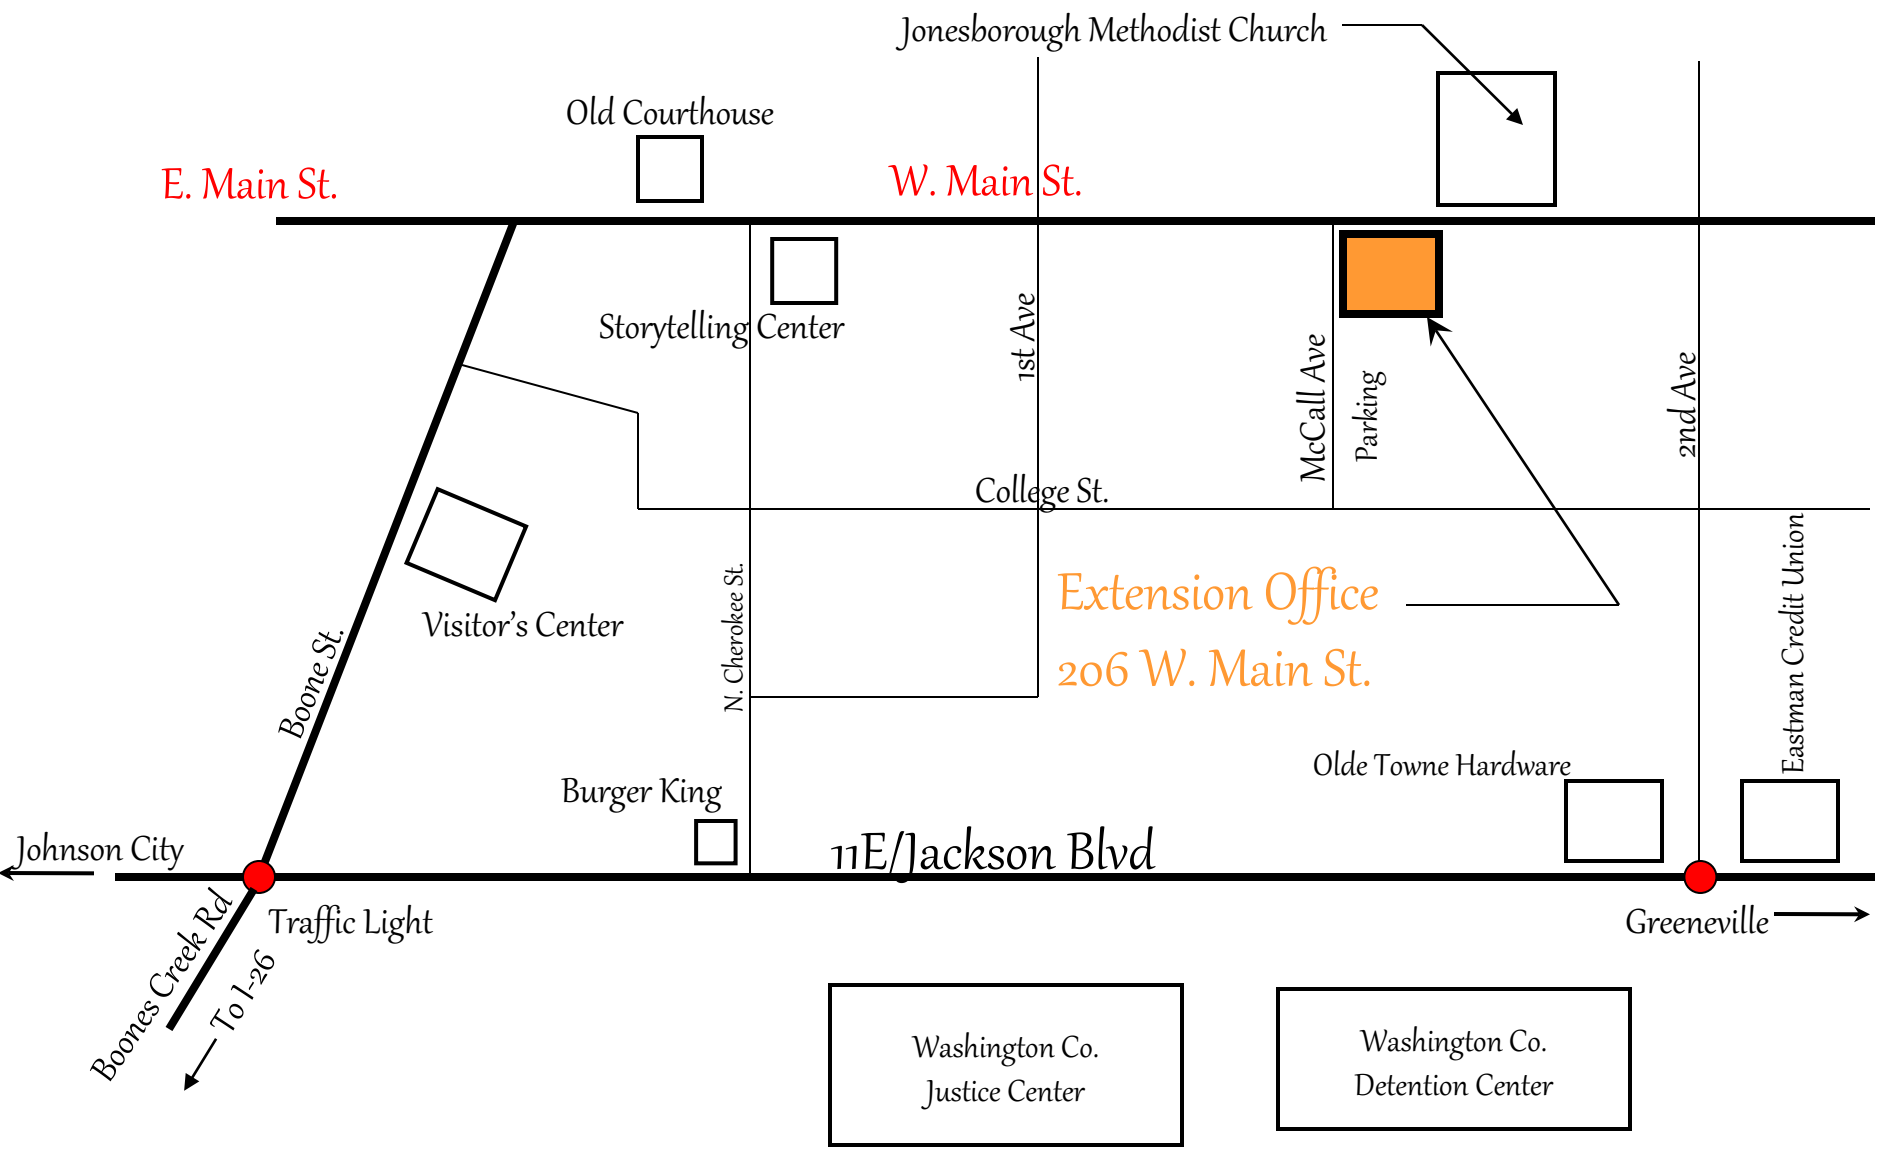 Jonesborough Methodist Church
Old Courthouse
E. Main St.
W. Main St.
Storytelling Center
1st Ave
McCall Ave
Parking
2nd Ave
College St.
Visitor's Center
Boone St.
N. Cherokee St.
Extension Office
206 W. Main St.
Eastman Credit Union
Olde Towne Hardware
Burger King
Johnson City
11E/Jackson Blvd
Boones Creek Rd
Traffic Light
To I-26
Greeneville
Washington Co.
Justice Center
Washington Co.
Detention Center